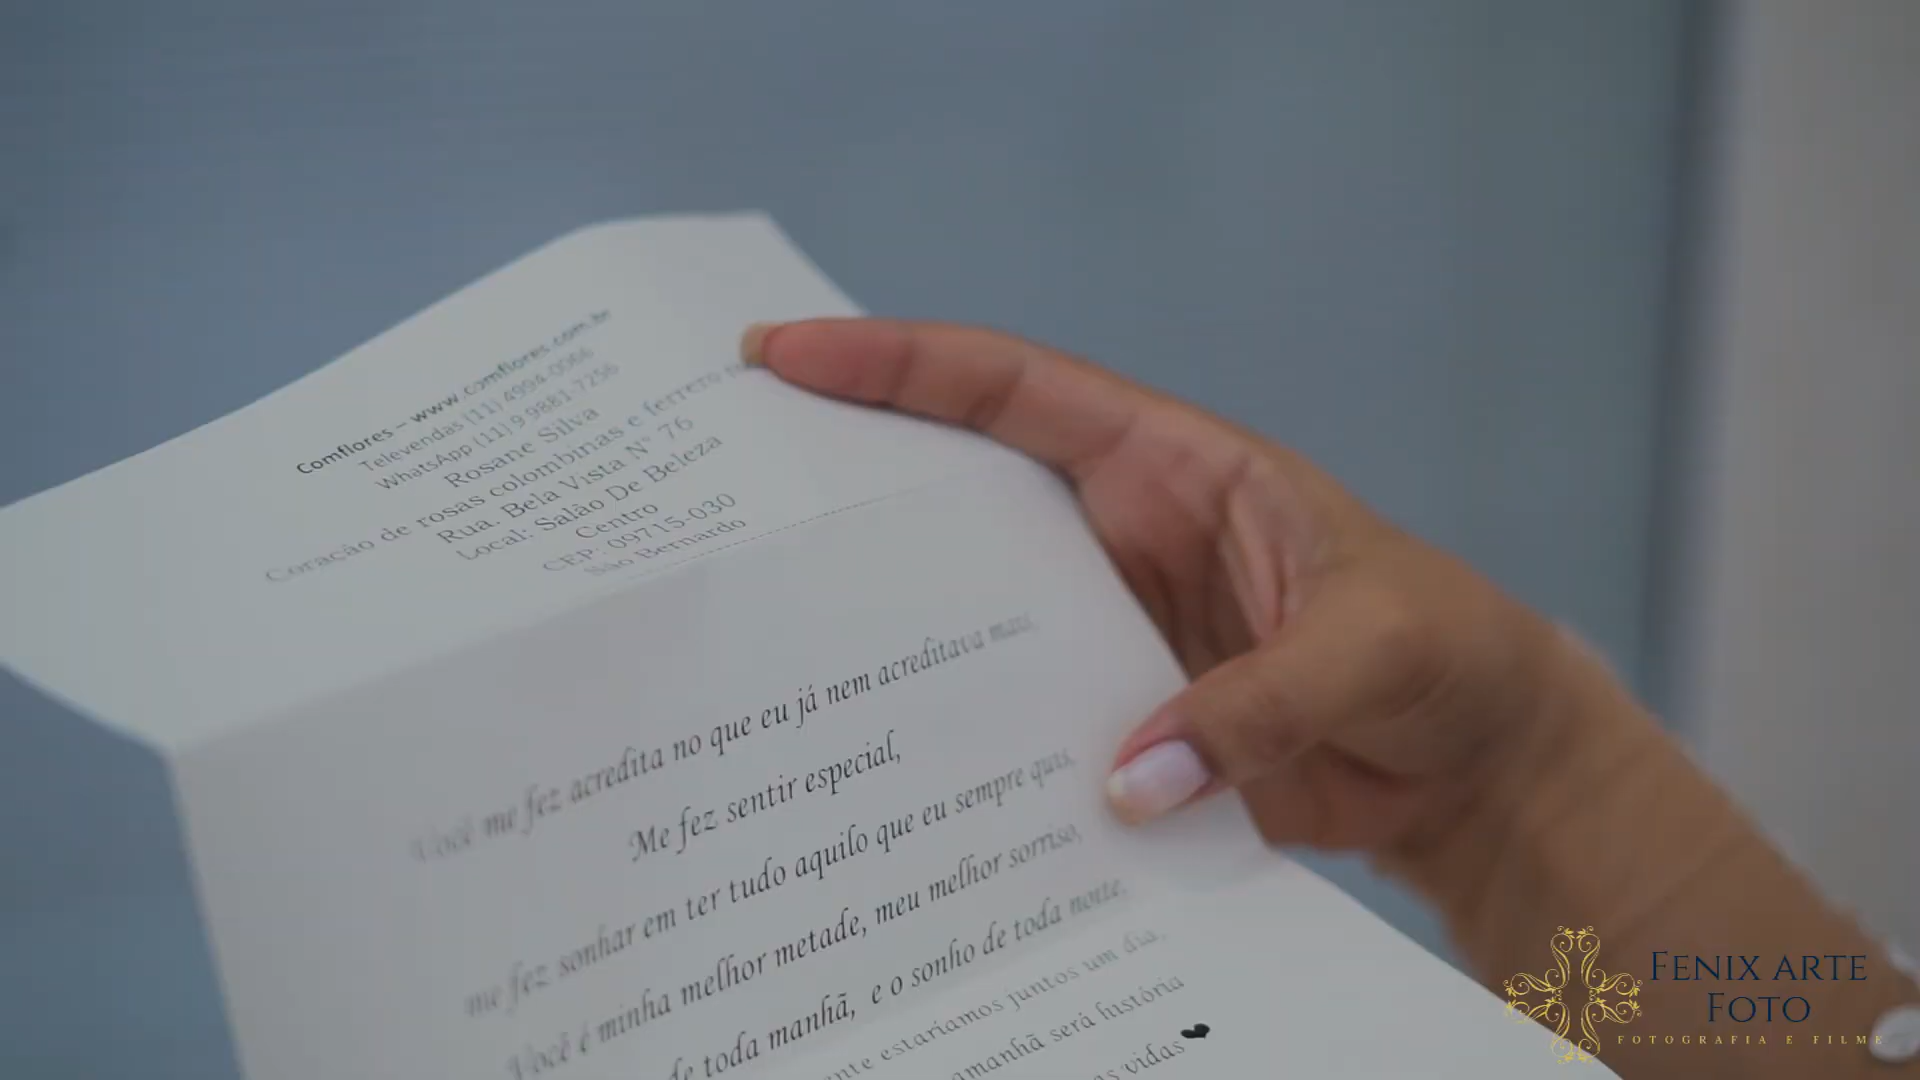 Comflores – www.comflores.com.br
Televendas (11) 4994-0066
WhatsApp (11) 9 9881-7256
Rosane Silva
Coração de rosas colombinas e ferrero
Rua. Bela Vista N° 76
Local: Salão De Beleza
Centro
CEP: 09715-030
São Bernardo
Você me fez acredita no que eu já nem acreditava mais,
Me fez sentir especial,
me fez sonhar em ter tudo aquilo que eu sempre quis,
Você é minha melhor metade, meu melhor sorriso,
de toda manhã, e o sonho de toda noite,
estaríamos juntos um dia,
amanhã será história
vidas
FENIX ARTE
FOTO
FOTOGRAFIA E FILME